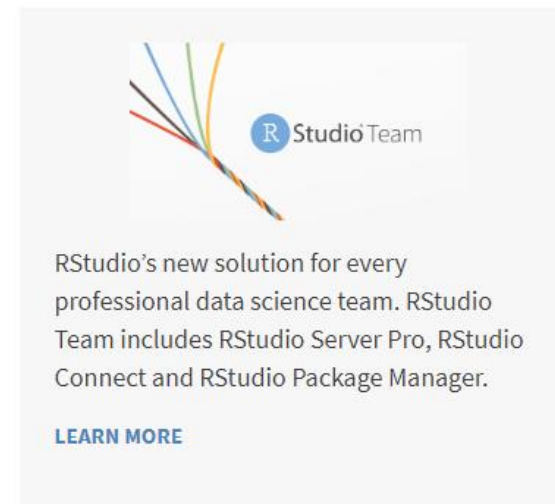 R Studio Team
RStudio's new solution for every
professional data science team. RStudio
Team includes RStudio Server Pro, RStudio
Connect and RStudio Package Manager.
LEARN MORE